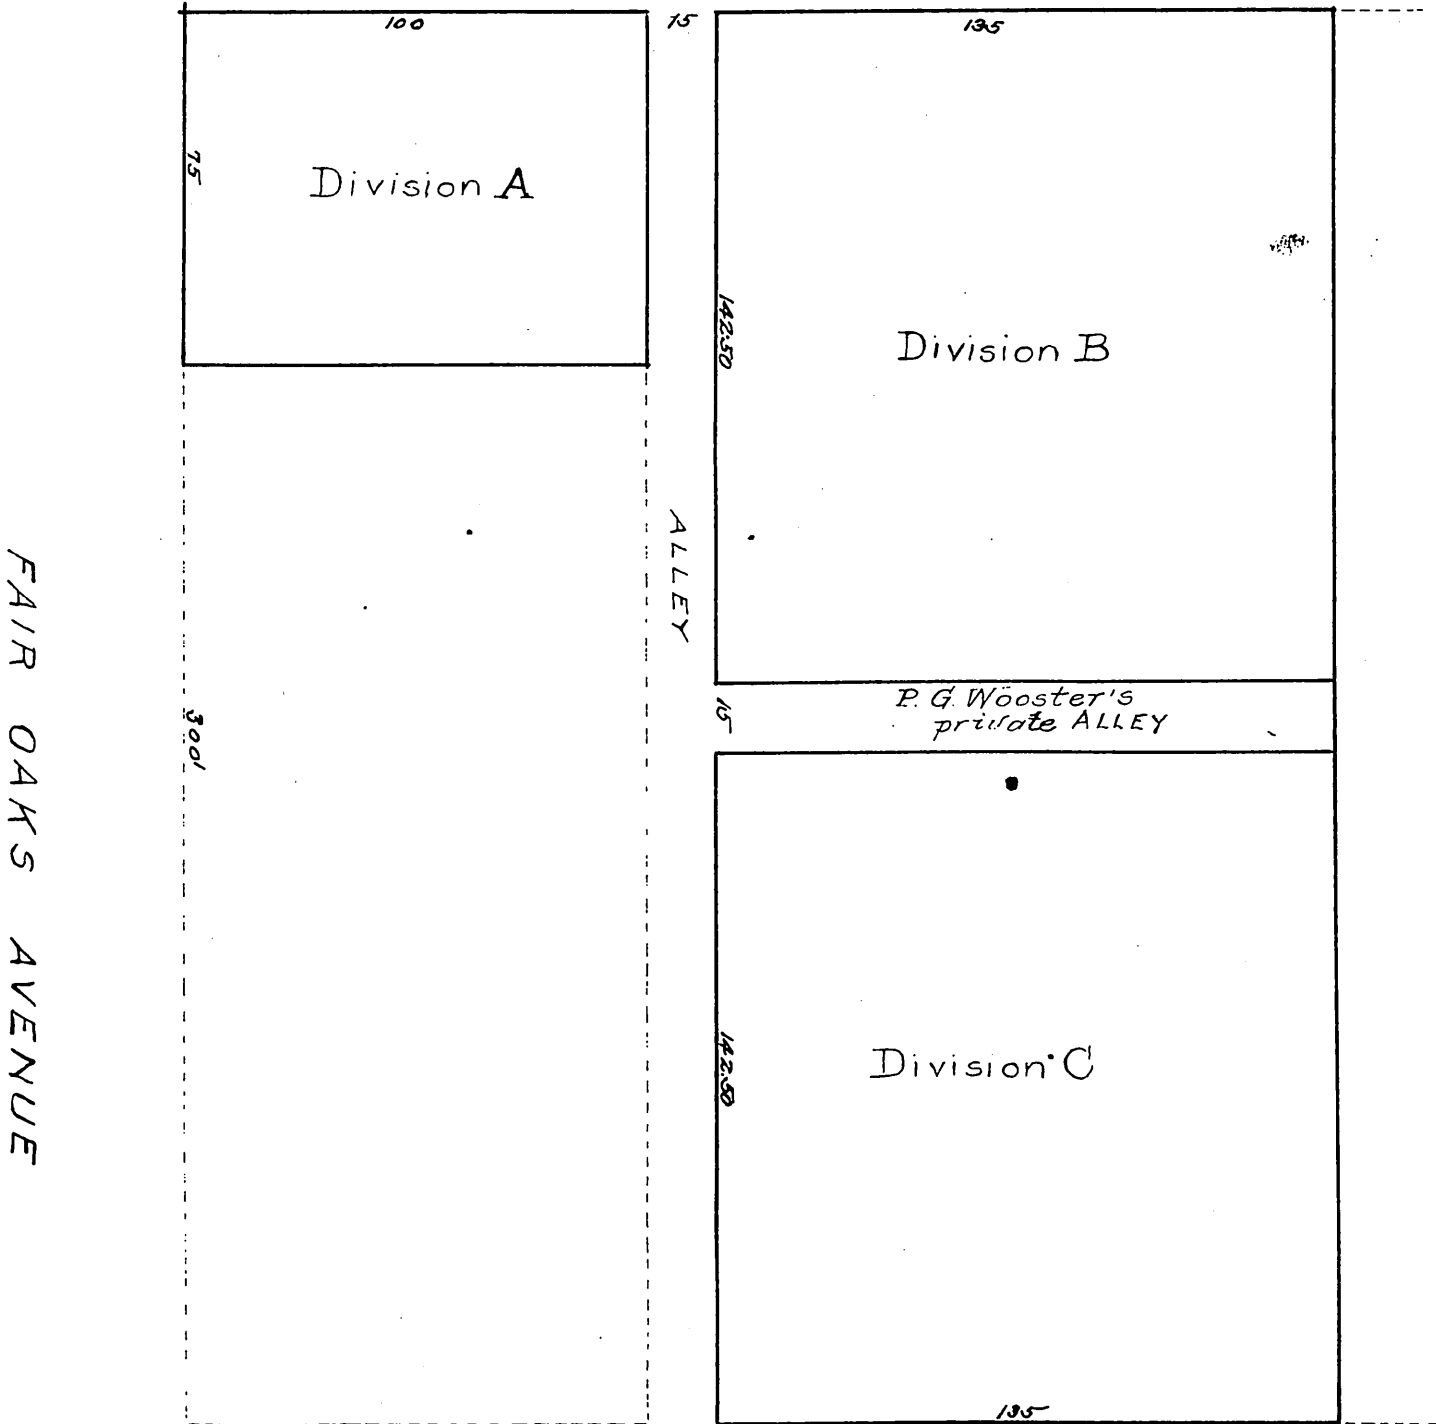 100
15
135
75
Division A
142.50
Division B
ALLEY
FAIR OAKS AVENUE
300'
15
P. G. Wooster's
private ALLEY
142.50
Division C
135